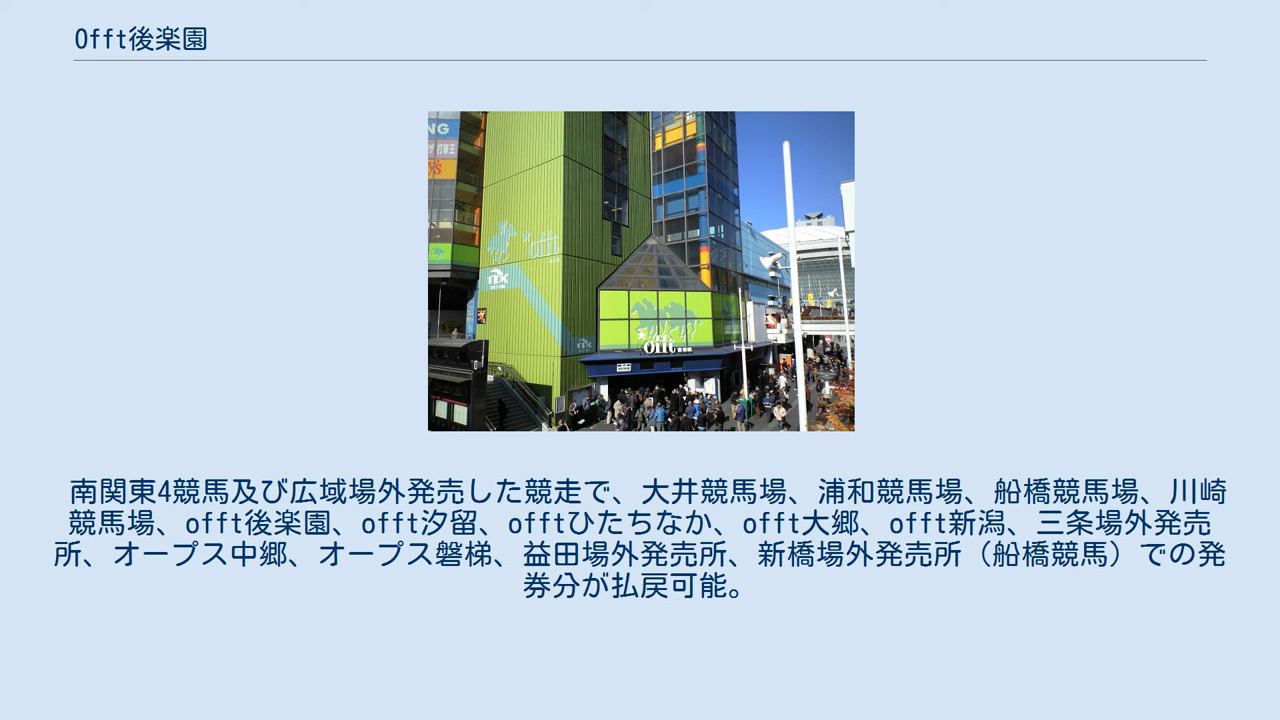 Offt後楽園
NG
offt
南関東4競馬及び広域場外発売した競走で、大井競馬場、浦和競馬場、船橋競馬場、川崎
競馬場、offt後楽園、offt汐留、offtひたちなか、offt大郷、offt新潟、三条場外発売
所、オープス中郷、オープス磐梯、益田場外発売所、新橋場外発売所（船橋競馬）での発
券分が払戻可能。